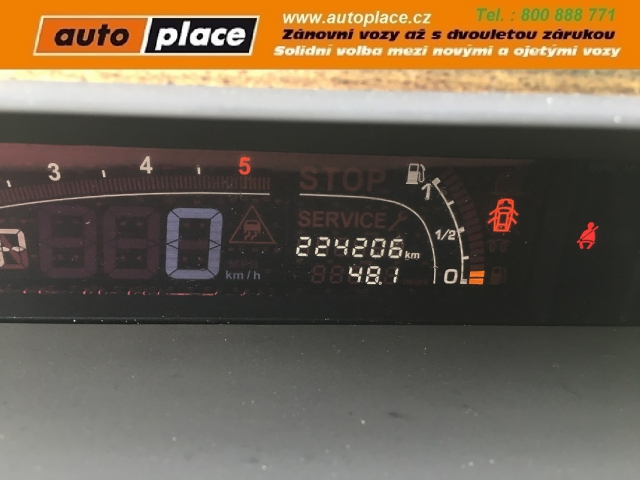 auto place
www.autoplace.cz
Tel. : 800 888 771
Zánovní vozy až s dvouletou zárukou
Solidní volba mezi novými a ojetými vozy
3 4 5
STOP
1
SERVICE
1/2
P 0
224206 km
km/h
48.1
0